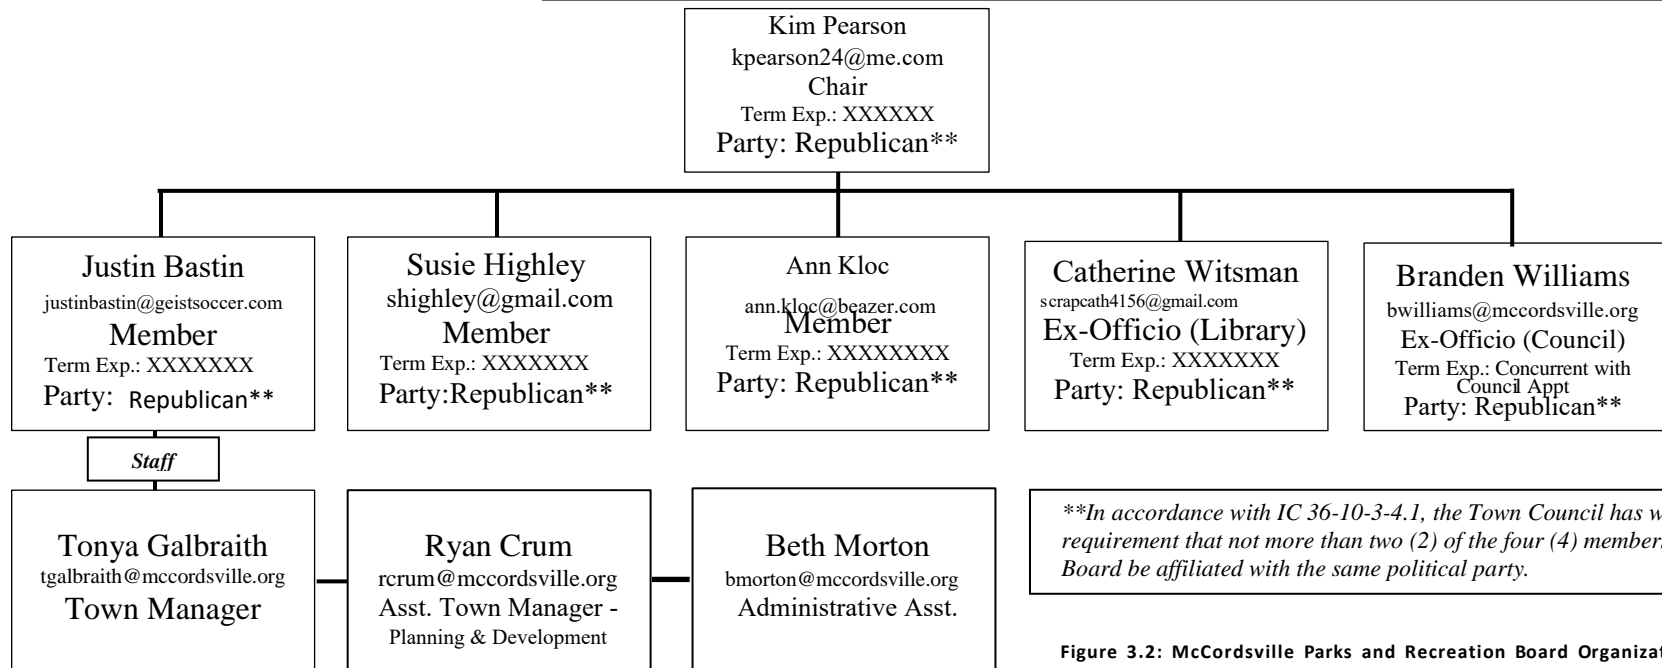 Kim Pearson
kpearson24@me.com
Chair
Term Exp.: XXXXXX
Party: Republican**
Justin Bastin
justinbastin@geistsoccer.com
Member
Term Exp.: XXXXXXX
Party: Republican**
Susie Highley
shighley@gmail.com
Member
Term Exp.: XXXXXXX
Party:Republican**
Ann Kloc
ann.kloc@beazer.com
Member
Term Exp.: XXXXXXXX
Party: Republican**
Catherine Witsman
scrapcath4156@gmail.com
Ex-Officio (Library)
Term Exp.: XXXXXXX
Party: Republican**
Branden Williams
bwilliams@mccordsville.org
Ex-Officio (Council)
Term Exp.: Concurrent with
Council Appt
Party: Republican**
Staff
Tonya Galbraith
tgalbraith@mccordsville.org
Town Manager
Ryan Crum
rcrum@mccordsville.org
Asst. Town Manager -
Planning & Development
Beth Morton
bmorton@mccordsville.org
Administrative Asst.
**In accordance with IC 36-10-3-4.1, the Town Council has
requirement that not more than two (2) of the four (4)
Board be affiliated with the same political party.
Figure 3.2: McCordsville Parks and Recreation Board